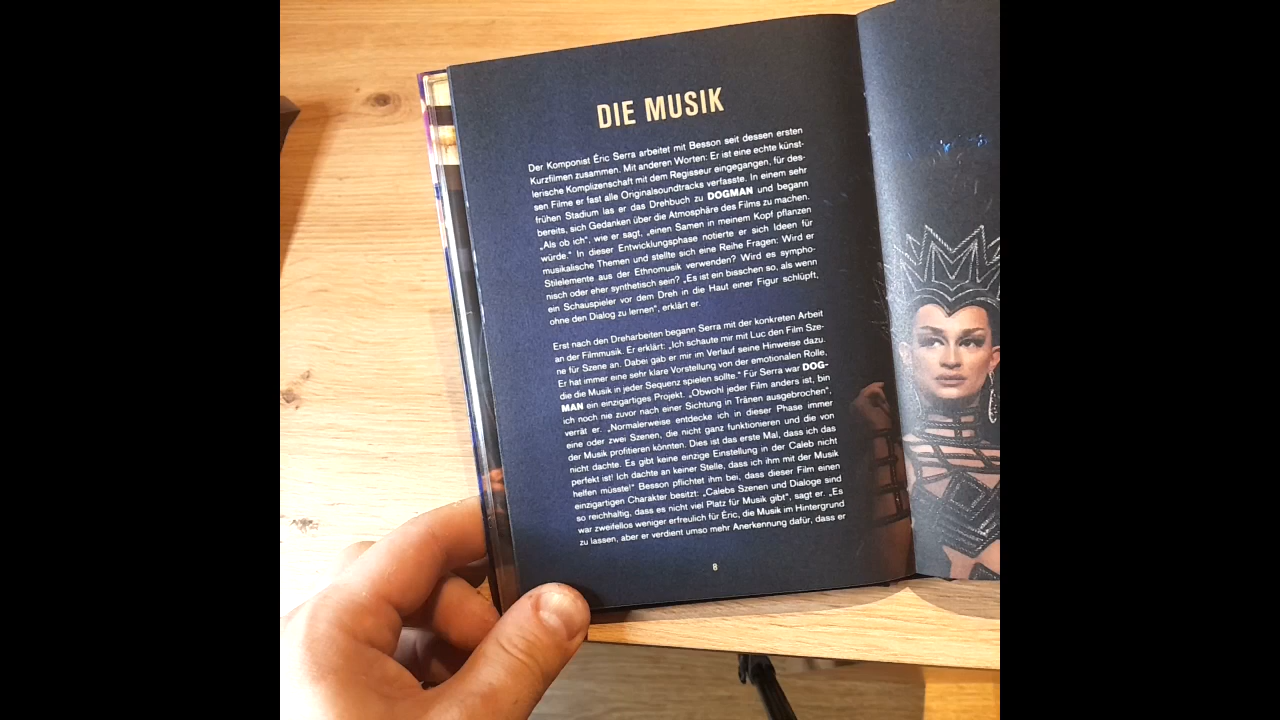 DIE MUSIK
Der Komponist Éric Serra arbeitet mit Besson seit dessen ersten
Kurzfilmen zusammen. Mit anderen Worten: Er ist eine echte künst-
lerische Komplizenschaft mit dem Regisseur eingegangen, für des-
sen Filme er fast alle Originalsoundtracks verfasste. In einem sehr
frühen Stadium las er das Drehbuch zu DOGMAN und begann
bereits, sich Gedanken über die Atmosphäre des Films zu machen.
„Als ob ich“, wie er sagt, „einen Samen in meinem Kopf pflanzen
würde.“ In dieser Entwicklungsphase notierte er sich Ideen für
musikalische Themen und stellte sich eine Reihe Fragen: Wird er
Stilelemente aus der Ethnomusik verwenden? Wird es sympho-
nisch oder eher synthetisch sein? „Es ist ein bisschen so, als wenn
ein Schauspieler vor dem Dreh in die Haut einer Figur schlüpft,
ohne den Dialog zu lernen“, erklärt er.
Erst nach den Dreharbeiten begann Serra mit der konkreten Arbeit
an der Filmmusik. Er erklärt: „Ich schaute mir mit Luc den Film Sze-
ne für Szene an. Dabei gab er mir im Verlauf seine Hinweise dazu.
Er hat immer eine sehr klare Vorstellung von der emotionalen Rolle,
die die Musik in jeder Sequenz spielen sollte.“ Für Serra war DOG-
MAN ein einzigartiges Projekt. „Obwohl jeder Film anders ist, bin
ich noch nie zuvor nach einer Sichtung in Tränen ausgebrochen“,
verrät er. „Normalerweise entdecke ich in dieser Phase immer
eine oder zwei Szenen, die nicht ganz funktionieren und die von
der Musik profitieren könnten. Dies ist das erste Mal, dass ich das
nicht dachte. Es gibt keine einzige Einstellung in der Caleb nicht
perfekt ist! Ich dachte an keiner Stelle, dass ich ihm mit der Musik
helfen müsste!“ Besson pflichtet ihm bei, dass dieser Film einen
einzigartigen Charakter besitzt: „Calebs Szenen und Dialoge sind
so reichhaltig, dass es nicht viel Platz für Musik gibt“, sagt er. „Es
war zweifellos weniger erfreulich für Éric, die Musik im Hintergrund
zu lassen, aber er verdient umso mehr Anerkennung dafür, dass er
8